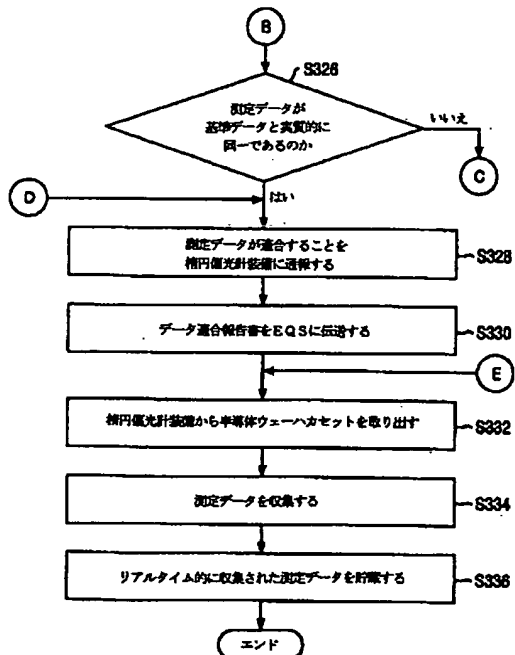 B
S326
測定データが
基準データと実質的に
同一であるのか
いいえ
C
D
はい
測定データが適合することを
楕円偏光計装備に通報する
S328
データ適合報告書をEQSに伝送する
S330
E
楕円偏光計装備から半導体ウェーハカセットを取り出す
S332
測定データを収集する
S334
リアルタイム的に収集された測定データを貯蔵する
S336
エンド